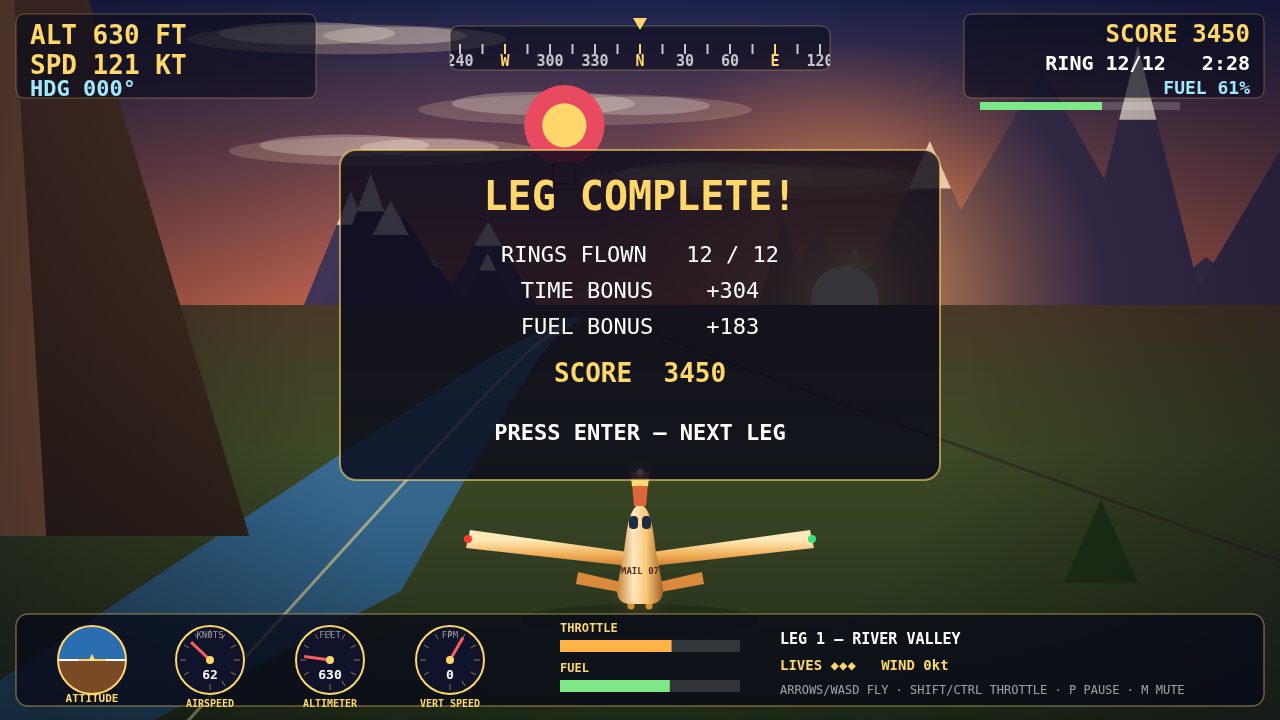 ALT 630 FT
SPD 121 KT
HDG 000°
240 W 300 330 N 30 60 E 120
SCORE 3450
RING 12/12 2:28
FUEL 61%
LEG COMPLETE!
RINGS FLOWN 12 / 12
TIME BONUS +304
FUEL BONUS +183
SCORE 3450
PRESS ENTER — NEXT LEG
MAIL 07
ATTITUDE
KNOTS
62
AIRSPEED
FEET
630
ALTIMETER
FPM
0
VERT SPEED
THROTTLE
FUEL
LEG 1 — RIVER VALLEY
LIVES ◆◆◆ WIND 0kt
ARROWS/WASD FLY · SHIFT/CTRL THROTTLE · P PAUSE · M MUTE